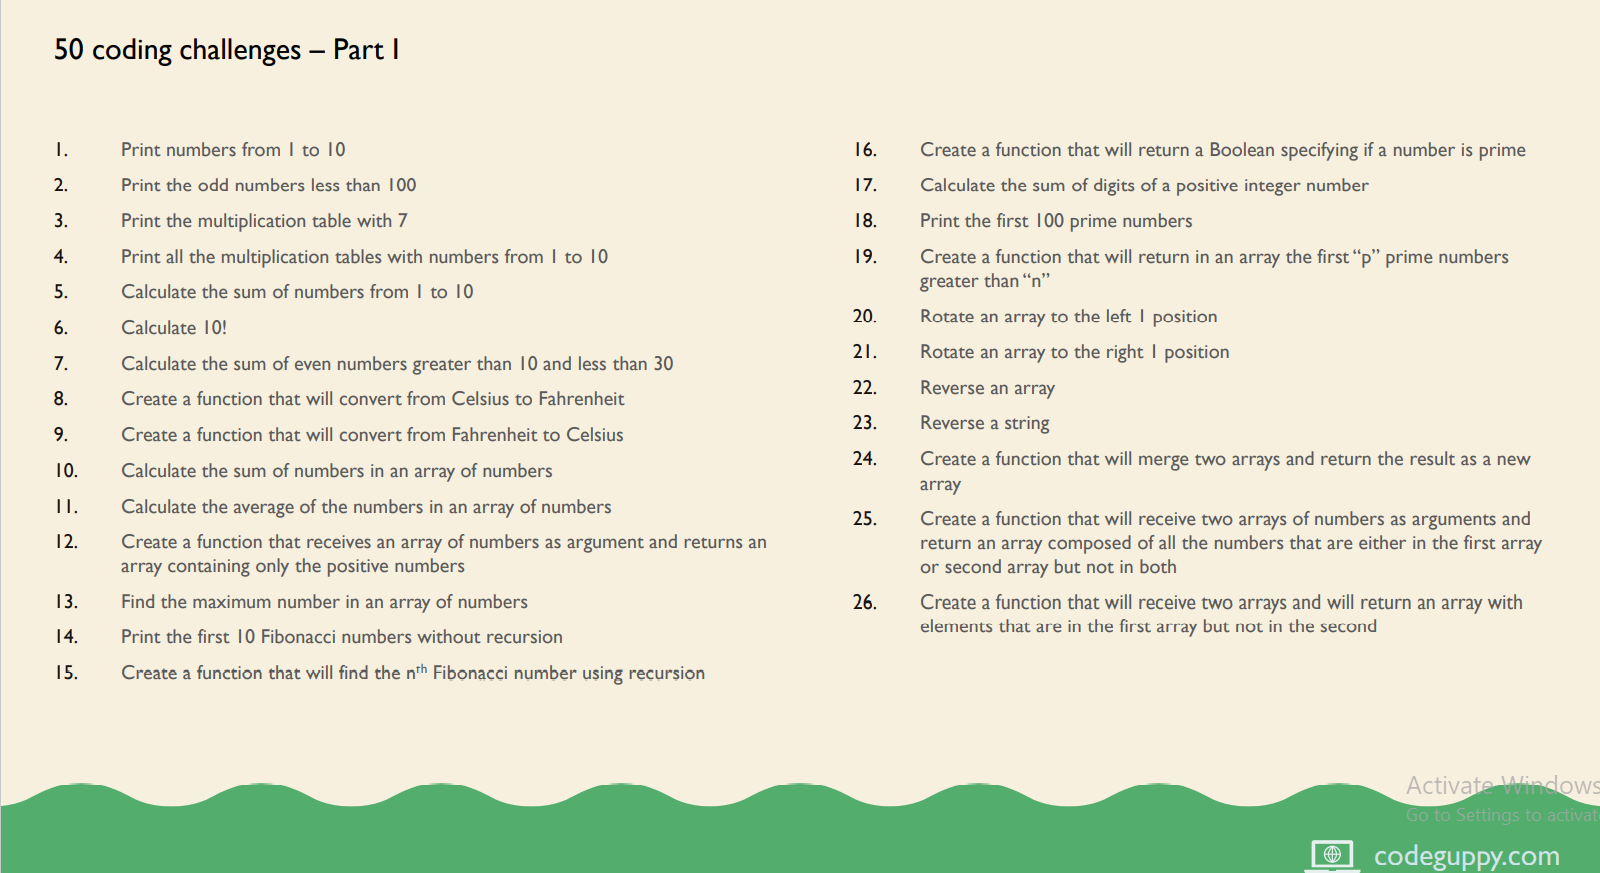 50 coding challenges – Part I
1. Print numbers from 1 to 10
2. Print the odd numbers less than 100
3. Print the multiplication table with 7
4. Print all the multiplication tables with numbers from 1 to 10
5. Calculate the sum of numbers from 1 to 10
6. Calculate 10!
7. Calculate the sum of even numbers greater than 10 and less than 30
8. Create a function that will convert from Celsius to Fahrenheit
9. Create a function that will convert from Fahrenheit to Celsius
10. Calculate the sum of numbers in an array of numbers
11. Calculate the average of the numbers in an array of numbers
12. Create a function that receives an array of numbers as argument and returns an
array containing only the positive numbers
13. Find the maximum number in an array of numbers
14. Print the first 10 Fibonacci numbers without recursion
15. Create a function that will find the nth Fibonacci number using recursion
16. Create a function that will return a Boolean specifying if a number is prime
17. Calculate the sum of digits of a positive integer number
18. Print the first 100 prime numbers
19. Create a function that will return in an array the first “p” prime numbers
greater than “n”
20. Rotate an array to the left 1 position
21. Rotate an array to the right 1 position
22. Reverse an array
23. Reverse a string
24. Create a function that will merge two arrays and return the result as a new
array
25. Create a function that will receive two arrays of numbers as arguments and
return an array composed of all the numbers that are either in the first array
or second array but not in both
26. Create a function that will receive two arrays and will return an array with
elements that are in the first array but not in the second
Activate Windows
Go to Settings to activat
codeguppy.com